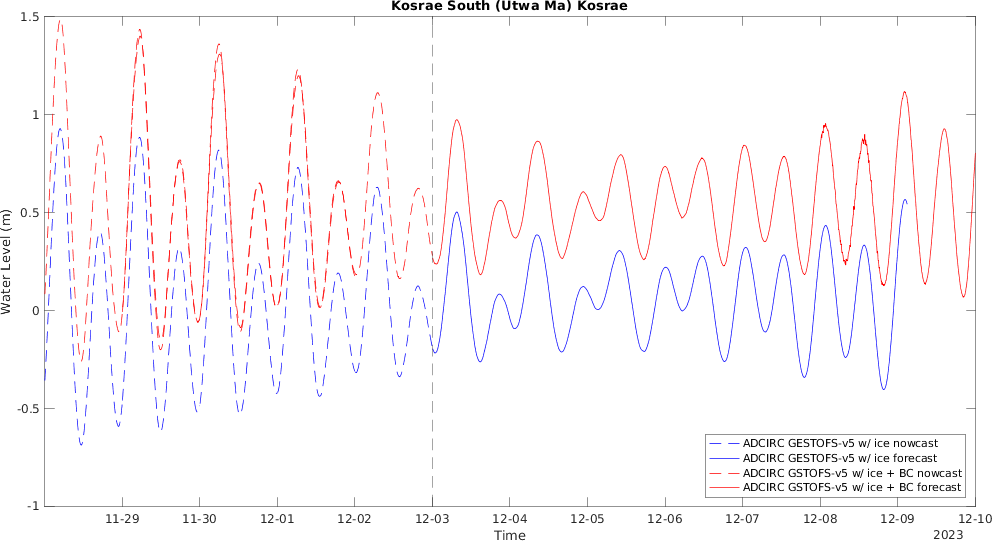 Kosrae South (Utwa Ma) Kosrae
1.5
1
0.5
0
-0.5
-1
Water Level (m)
11-29 11-30 12-01 12-02 12-03 12-04 12-05 12-06 12-07 12-08 12-09 12-10
Time
2023
ADCIRC GESTOFS-v5 w/ ice nowcast
ADCIRC GESTOFS-v5 w/ ice forecast
ADCIRC GSTOFS-v5 w/ ice + BC nowcast
ADCIRC GSTOFS-v5 w/ ice + BC forecast